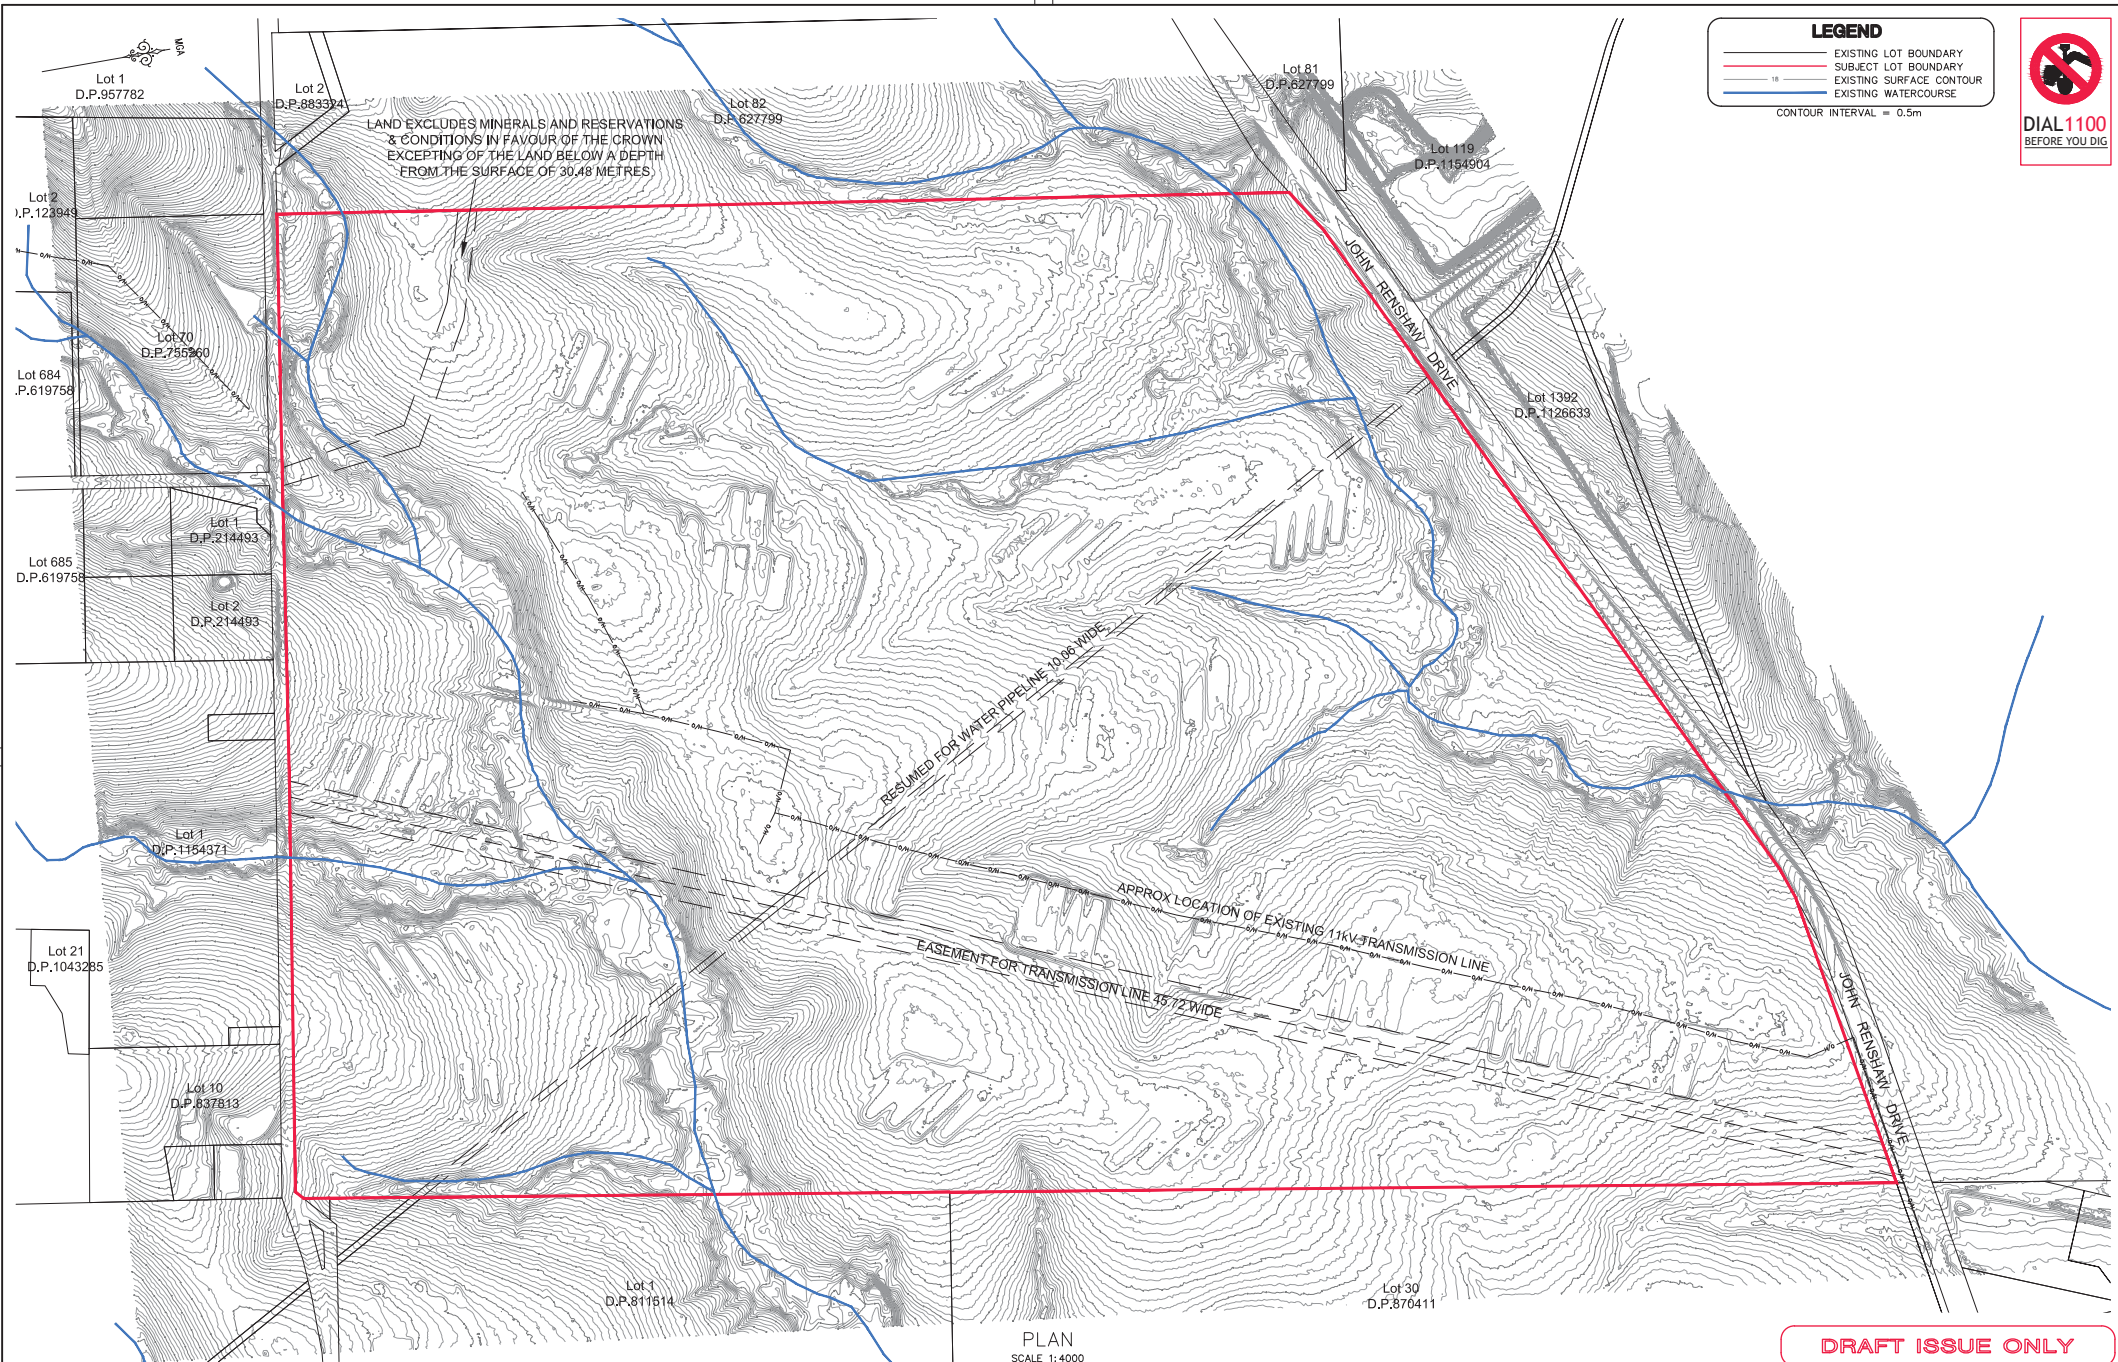 MGA
Lot 1
D.P.957782
Lot 2
D.P.883324
LAND EXCLUDES MINERALS AND RESERVATIONS
& CONDITIONS IN FAVOUR OF THE CROWN
EXCEPTING OF THE LAND BELOW A DEPTH
FROM THE SURFACE OF 30.48 METRES
Lot 82
D.P.627799
Lot 81
D.P.627799
Lot 119
D.P.1154904
LEGEND
EXISTING LOT BOUNDARY
SUBJECT LOT BOUNDARY
18 EXISTING SURFACE CONTOUR
EXISTING WATERCOURSE
CONTOUR INTERVAL = 0.5m
DIAL1100
BEFORE YOU DIG
Lot 2
.P.123949
Lot 70
D.P.755260
Lot 684
.P.619758
Lot 1
D.P.214493
Lot 685
D.P.619758
Lot 2
D.P.214493
JOHN RENSHAW DRIVE
Lot 1392
D.P.1126633
RESUMED FOR WATER PIPELINE 10.06 WIDE
Lot 1
D.P.1154371
APPROX LOCATION OF EXISTING 11kV TRANSMISSION LINE
EASEMENT FOR TRANSMISSION LINE 45.72 WIDE
Lot 21
D.P.1043285
JOHN RENSHAW DRIVE
Lot 10
D.P.837813
Lot 1
D.P.811514
Lot 30
D.P.870411
PLAN
SCALE 1:4000
DRAFT ISSUE ONLY